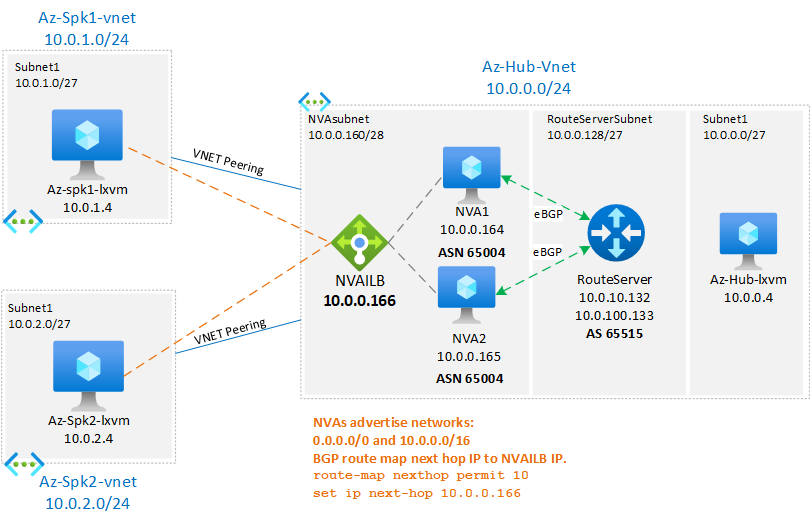 Az-Spk1-vnet
10.0.1.0/24
Subnet1
10.0.1.0/27
Az-spk1-lxvm
10.0.1.4
VNET Peering
Subnet1
10.0.2.0/27
Az-Spk2-lxvm
10.0.2.4
Az-Spk2-vnet
10.0.2.0/24
VNET Peering
Az-Hub-Vnet
10.0.0.0/24
NVAsubnet
10.0.0.160/28
NVAILB
10.0.0.166
NVA1
10.0.0.164
ASN 65004
NVA2
10.0.0.165
ASN 65004
eBGP
eBGP
RouteServerSubnet
10.0.0.128/27
RouteServer
10.0.10.132
10.0.100.133
AS 65515
Subnet1
10.0.0.0/27
Az-Hub-lxvm
10.0.0.4
NVAs advertise networks:
0.0.0.0/0 and 10.0.0.0/16
BGP route map next hop IP to NVAILB IP.
route-map nexthop permit 10
set ip next-hop 10.0.0.166